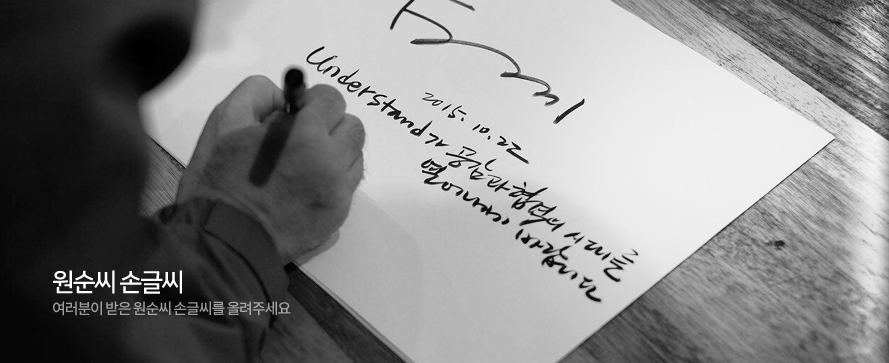 2015. 10. 22
Understand가 공감과 협력의 시대를
열어나가기 바랍니다
원순씨 손글씨
여러분이 받은 원순씨 손글씨를 올려주세요